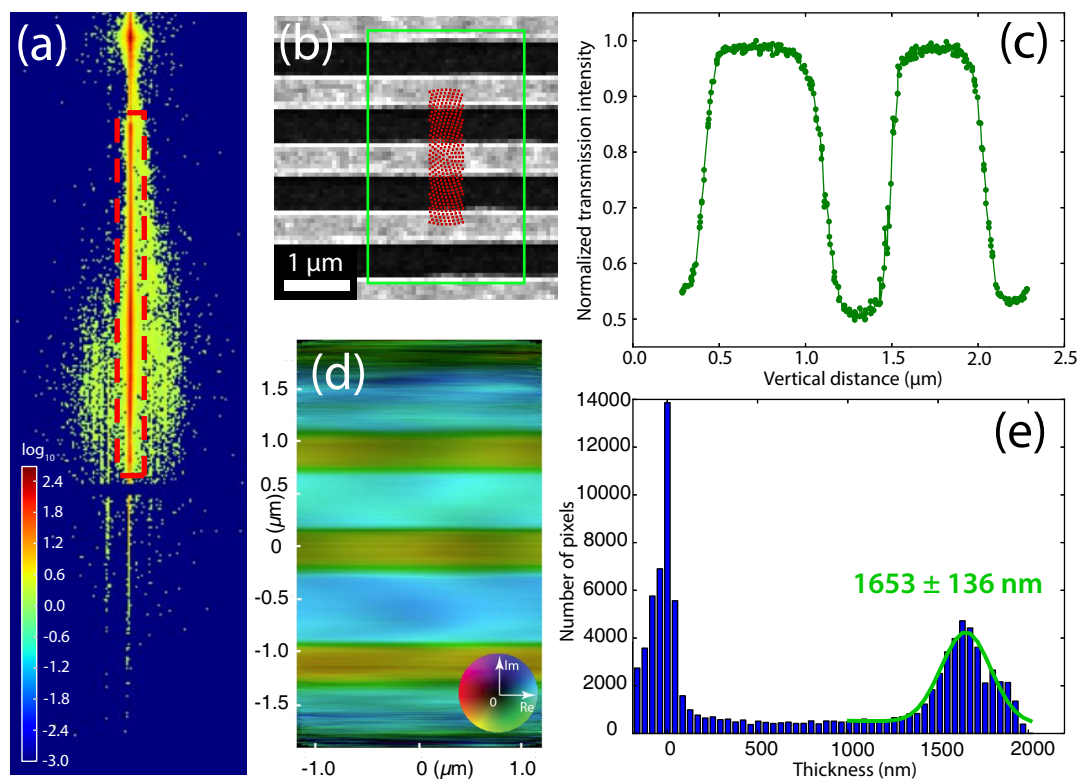 (a)
log10
2.4
1.8
1.2
0.6
0.0
-0.6
-1.2
-1.8
-2.4
-3.0
(b)
1 µm
(c)
Normalized transmission intensity
1.0
0.9
0.8
0.7
0.6
0.5
0.0
0.5
1.0
1.5
2.0
2.5
Vertical distance (µm)
(d)
1.5
1.0
0.5
0 (µm)
-0.5
-1.0
-1.5
Im
0
Re
-1.0
0 (µm)
1.0
(e)
Number of pixels
14000
12000
10000
8000
6000
4000
2000
0
1653 ± 136 nm
0
500
1000
1500
2000
Thickness (nm)